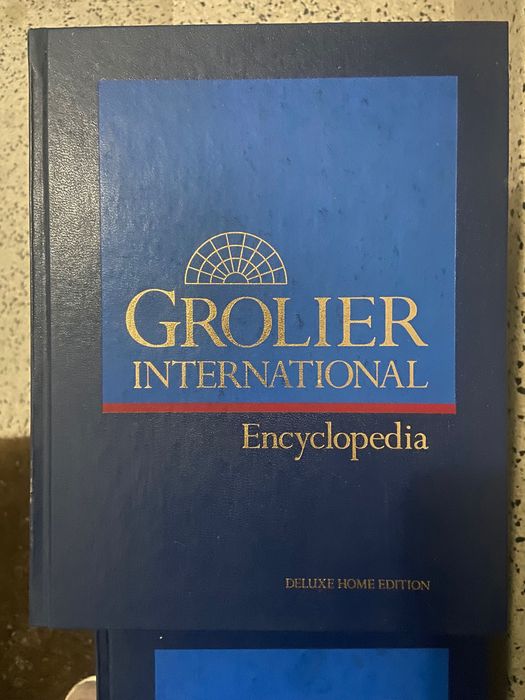 GROLIER
INTERNATIONAL
Encyclopedia
DELUXE HOME EDITION